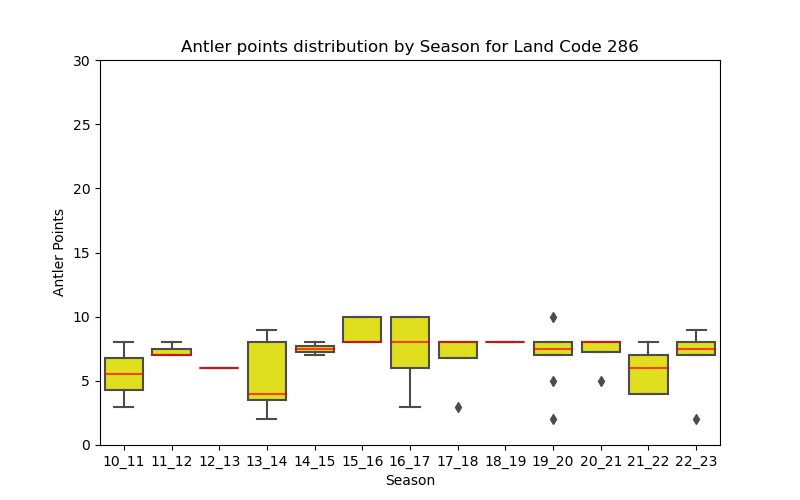 Antler points distribution by Season for Land Code 286
30
25
20
15
10
5
0
Antler Points
10_11 11_12 12_13 13_14 14_15 15_16 16_17 17_18 18_19 19_20 20_21 21_22 22_23
Season